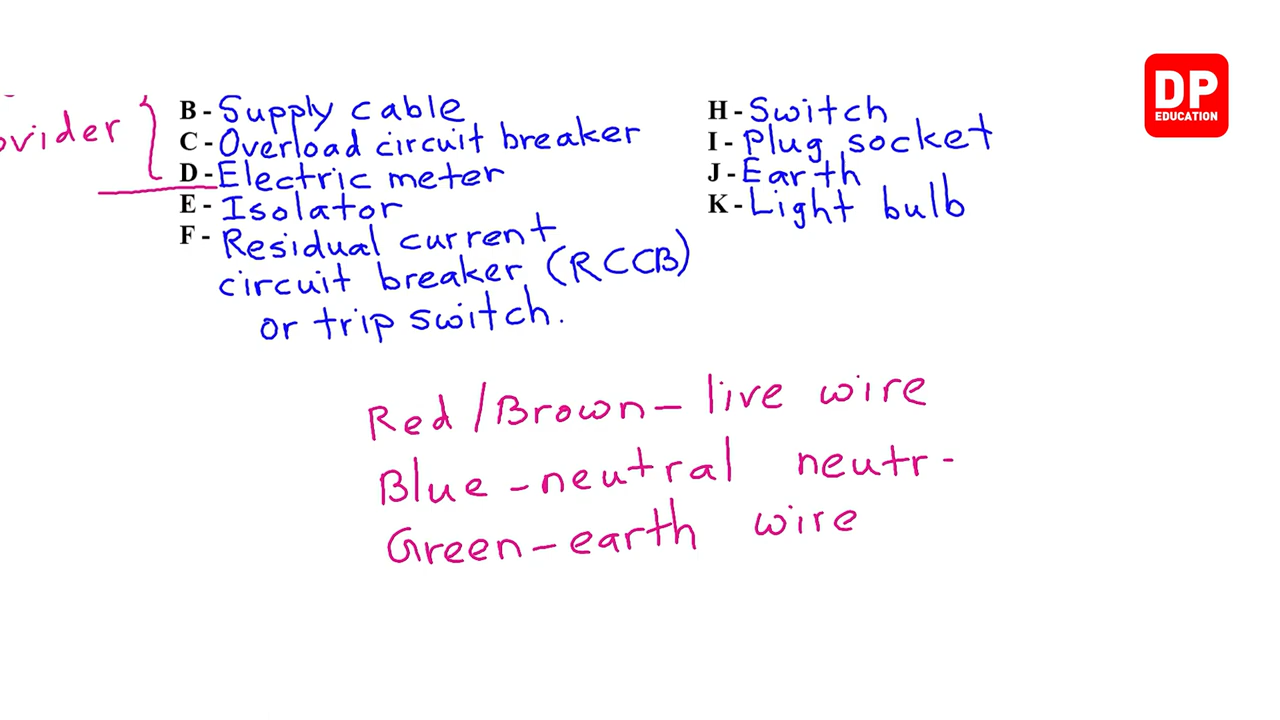 B - Supply cable
C - Overload circuit breaker
D - Electric meter
E - Isolator
F - Residual current
circuit breaker (RCCB)
or trip switch.
H - Switch
I - Plug socket
J - Earth
K - Light bulb
Red/Brown - live wire
Blue - neutral neutr -
Green - earth wire
DP
EDUCATION